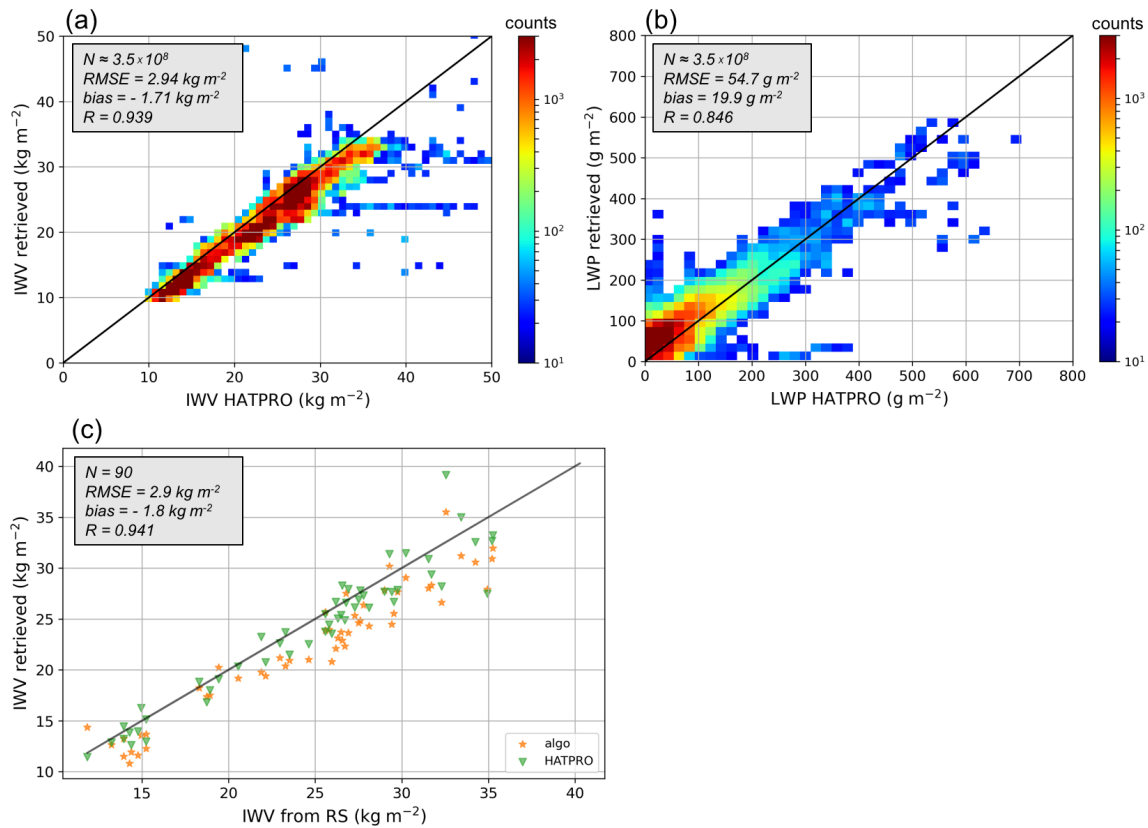 (a)
counts
50
40
30
20
10
0
IWV retrieved (kg m⁻²)
N ≈ 3.5 x 10⁸
RMSE = 2.94 kg m⁻²
bias = - 1.71 kg m⁻²
R = 0.939
0 10 20 30 40 50
IWV HATPRO (kg m⁻²)
10³
10²
10¹
(b)
counts
800
700
600
500
400
300
200
100
0
LWP retrieved (g m⁻²)
N ≈ 3.5 x 10⁸
RMSE = 54.7 g m⁻²
bias = 19.9 g m⁻²
R = 0.846
0 100 200 300 400 500 600 700 800
LWP HATPRO (g m⁻²)
10³
10²
10¹
(c)
40
35
30
25
20
15
10
IWV retrieved (kg m⁻²)
N = 90
RMSE = 2.9 kg m⁻²
bias = - 1.8 kg m⁻²
R = 0.941
algo
HATPRO
15 20 25 30 35 40
IWV from RS (kg m⁻²)